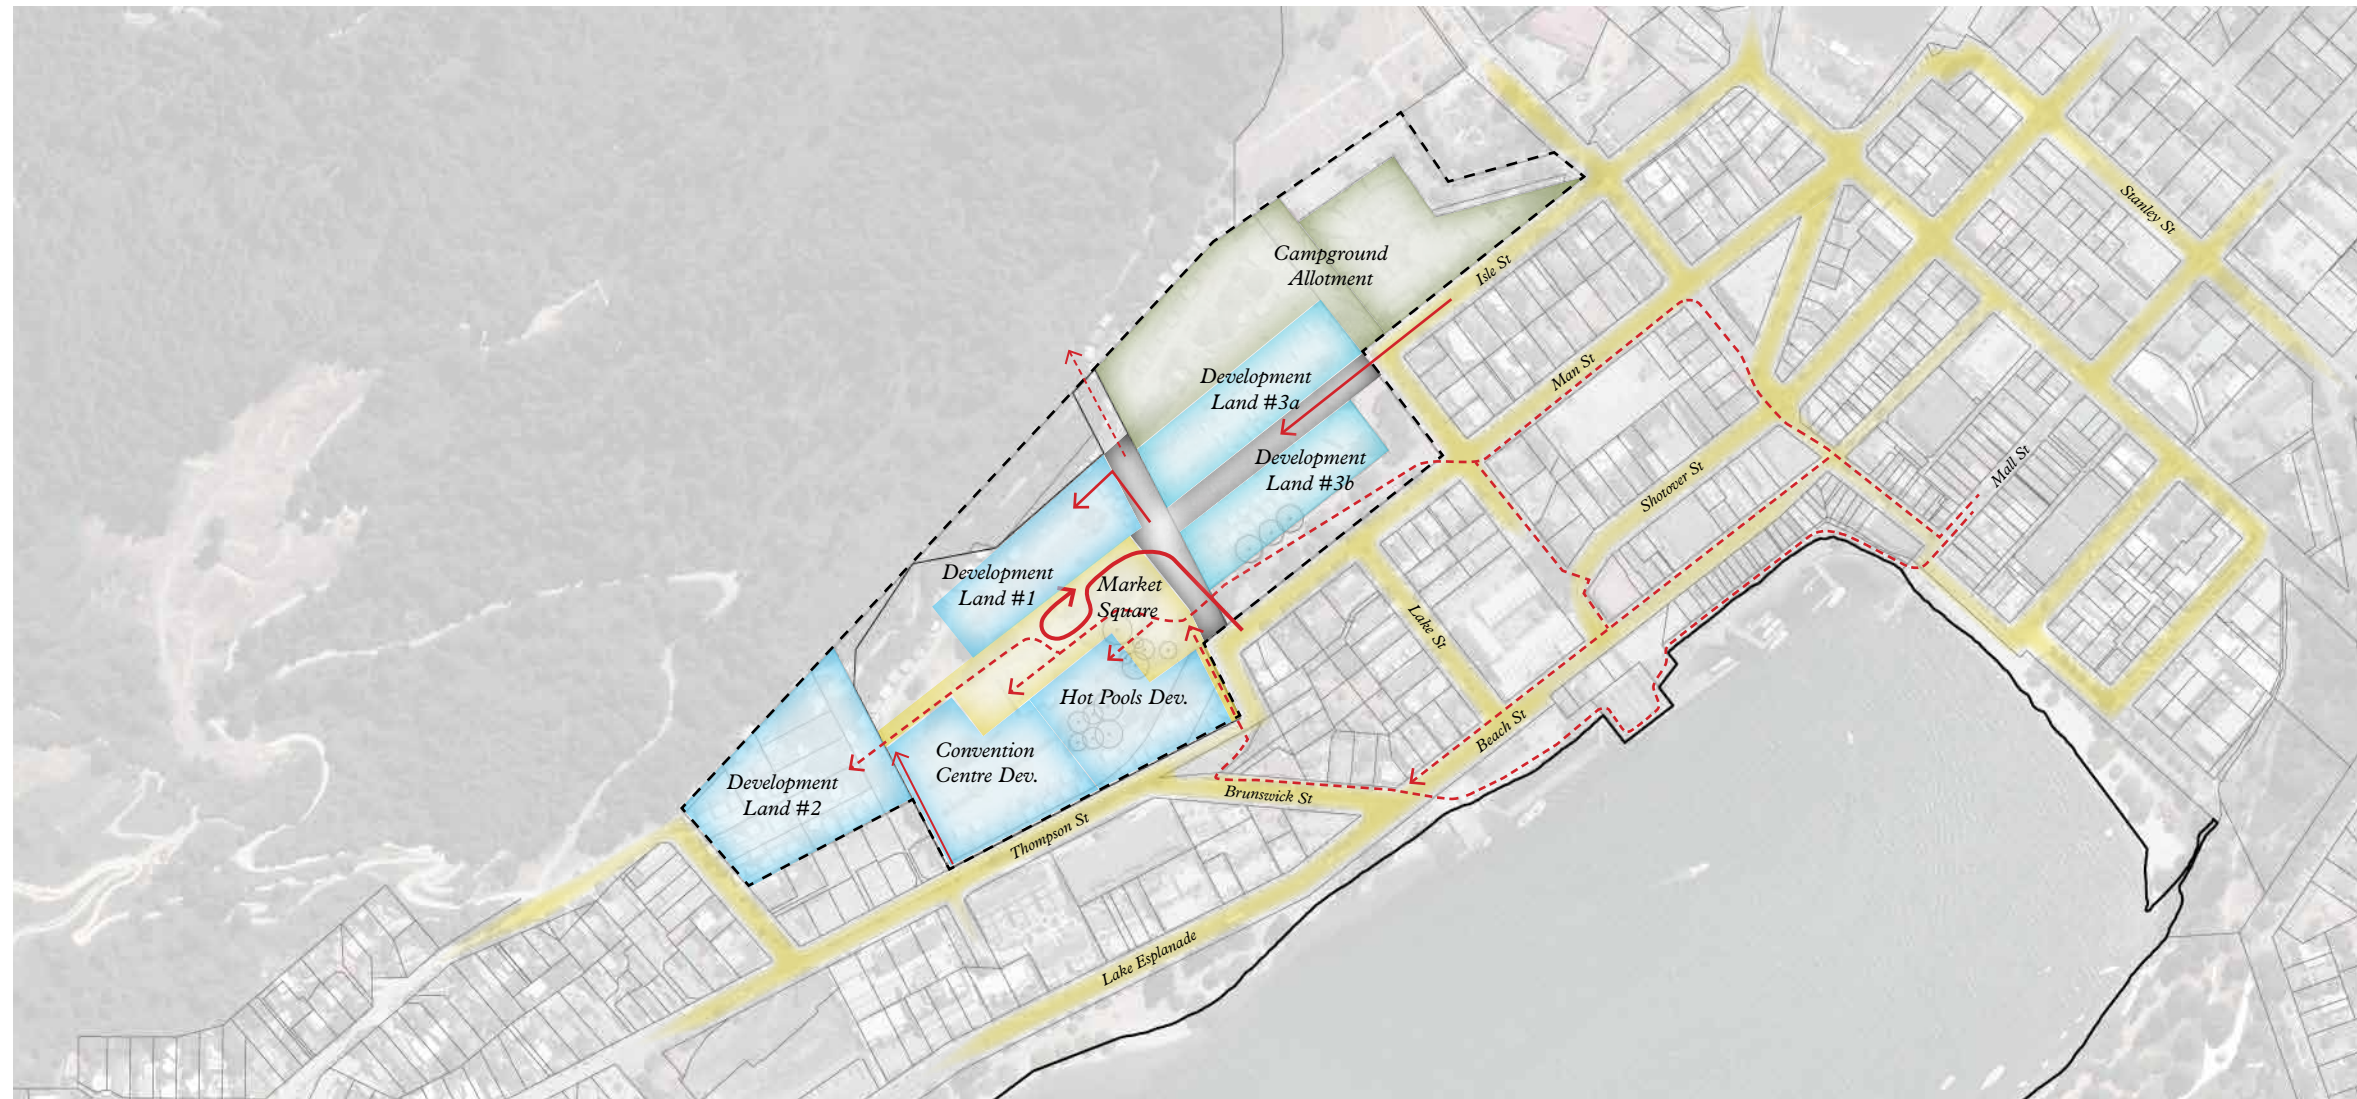 Stanley St
Campground
Allotment
Isle St
Development
Land #3a
Man St
Development
Land #3b
Mall St
Shotover St
Development
Land #1
Market
Square
Lake St
Hot Pools Dev.
Beach St
Convention
Centre Dev.
Development
Land #2
Brunswick St
Thompson St
Lake Esplanade